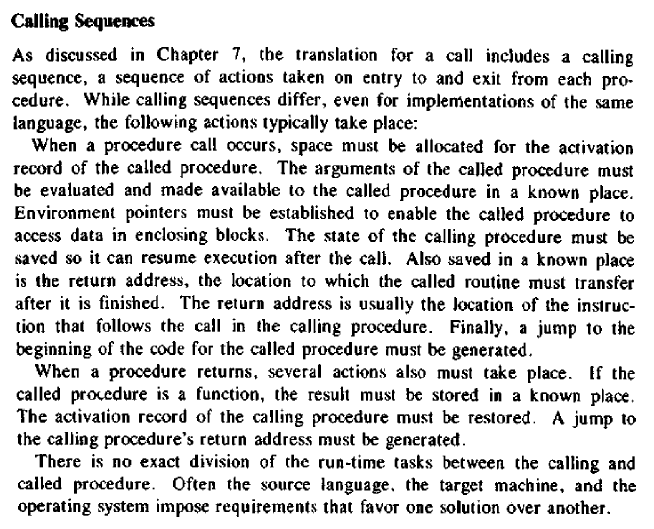 Calling Sequences
As discussed in Chapter 7, the translation for a call includes a calling
sequence, a sequence of actions taken on entry to and exit from each pro-
cedure. While calling sequences differ, even for implementations of the same
language, the following actions typically take place:
When a procedure call occurs, space must be allocated for the activation
record of the called procedure. The arguments of the called procedure must
be evaluated and made available to the called procedure in a known place.
Environment pointers must be established to enable the called procedure to
access data in enclosing blocks. The state of the calling procedure must be
saved so it can resume execution after the call. Also saved in a known place
is the return address, the location to which the called routine must transfer
after it is finished. The return address is usually the location of the instruc-
tion that follows the call in the calling procedure. Finally, a jump to the
beginning of the code for the called procedure must be generated.
When a procedure returns, several actions also must take place. If the
called procedure is a function, the result must be stored in a known place.
The activation record of the calling procedure must be restored. A jump to
the calling procedure's return address must be generated.
There is no exact division of the run-time tasks between the calling and
called procedure. Often the source language, the target machine, and the
operating system impose requirements that favor one solution over another.